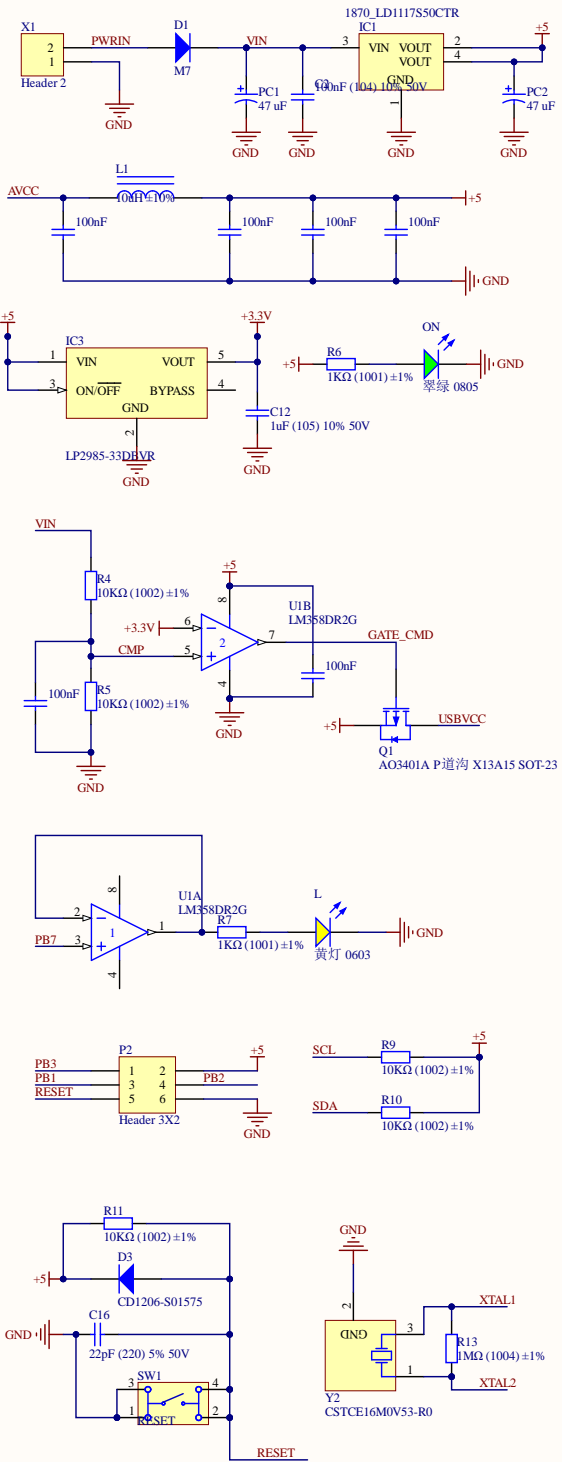 1870_LD1117S50CTR
X1
D1
IC1
+5
PWRIN
VIN
2
1
3
VIN VOUT
VOUT
2
4
Header 2
M7
PC1
47 uF
100nF (104) 10% 50V
GND
1
PC2
47 uF
GND
GND
GND
GND
GND
L1
AVCC
10uH ±10%
+5
100nF
100nF
100nF
100nF
GND
+5
+3.3V
IC3
ON
1
VIN VOUT
5
3
ON/OFF BYPASS
4
GND
2
+5
R6
1KΩ (1001) ±1%
GND
翠绿 0805
C12
1uF (105) 10% 50V
LP2985-33DBVR
GND
GND
VIN
R4
10KΩ (1002) ±1%
+5
8
U1B
LM358DR2G
+3.3V
6
2
7
GATE_CMD
CMP
5
4
100nF
R5
10KΩ (1002) ±1%
100nF
GND
+5
USBVCC
Q1
AO3401A P道沟 X13A15 SOT-23
GND
8
U1A
LM358DR2G
2
1
1
R7
L
PB7
3
1KΩ (1001) ±1%
GND
黄灯 0603
4
P2
+5
+5
PB3
1 2
PB1
3 4
PB2
RESET
5 6
Header 3X2
GND
SCL
R9
10KΩ (1002) ±1%
SDA
R10
10KΩ (1002) ±1%
R11
10KΩ (1002) ±1%
D3
+5
CD1206-S01575
C16
GND
22pF (220) 5% 50V
SW1
3
4
1
2
RESET
RESET
GND
2
GND
XTAL1
3
R13
1MΩ (1004) ±1%
1
XTAL2
Y2
CSTCE16M0V53-R0